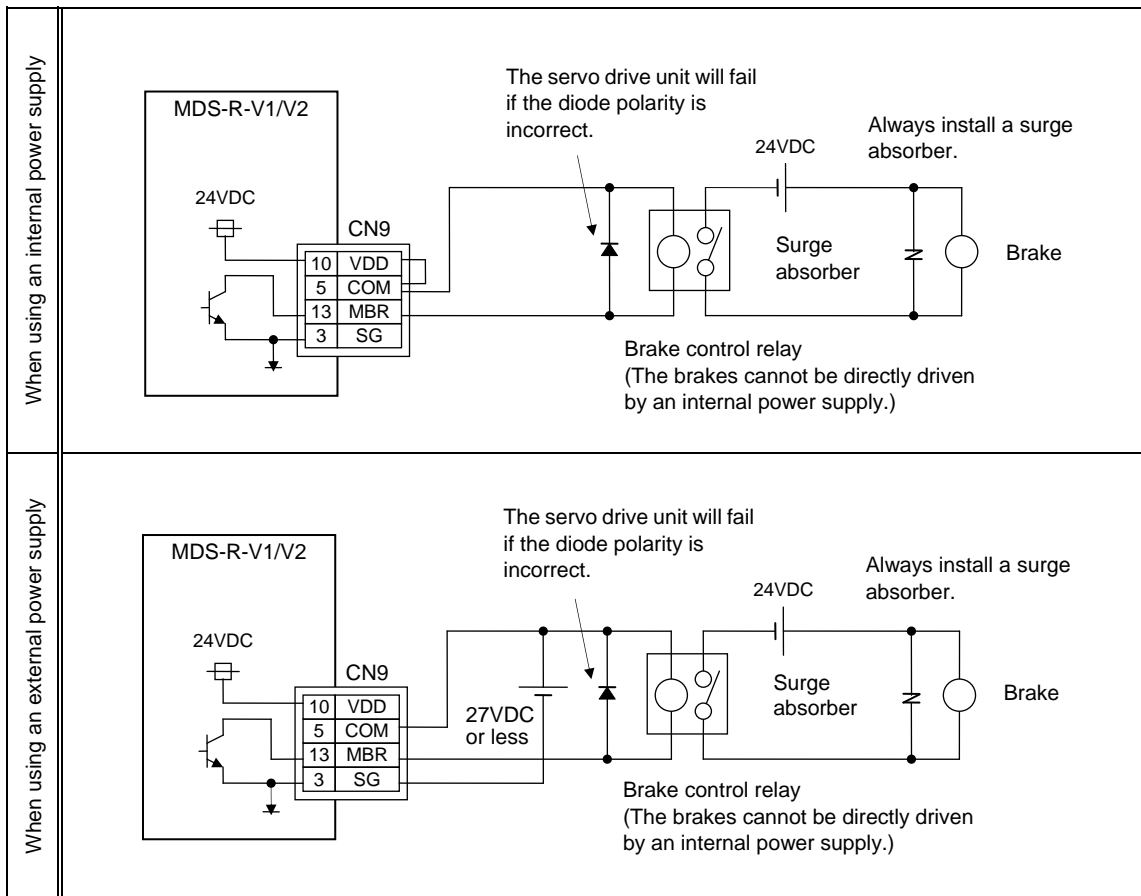 When using an internal power supply
The servo drive unit will fail
if the diode polarity is
incorrect.
MDS-R-V1/V2
Always install a surge
absorber.
24VDC
24VDC
CN9
10 VDD
5 COM
13 MBR
3 SG
Surge
absorber
Brake
Brake control relay
(The brakes cannot be directly driven
by an internal power supply.)
When using an external power supply
The servo drive unit will fail
if the diode polarity is
incorrect.
MDS-R-V1/V2
Always install a surge
absorber.
24VDC
24VDC
CN9
10 VDD
5 COM
13 MBR
3 SG
27VDC
or less
Surge
absorber
Brake
Brake control relay
(The brakes cannot be directly driven
by an internal power supply.)